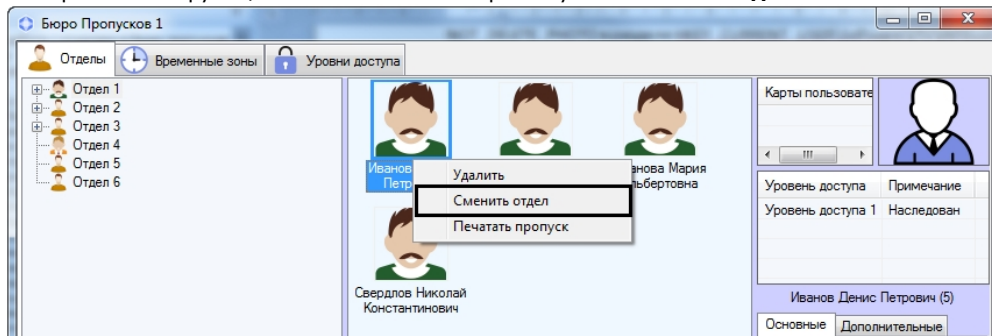 Бюро Пропусков 1
Отделы
Временные зоны
Уровни доступа
Отдел 1
Отдел 2
Отдел 3
Отдел 4
Отдел 5
Отдел 6
Иванов
Петр
анова Мария
льбертовна
Удалить
Сменить отдел
Печатать пропуск
Свердлов Николай
Константинович
Карты пользовате
Уровень доступа Примечание
Уровень доступа 1 Наследован
Иванов Денис Петрович (5)
Основные Дополнительные